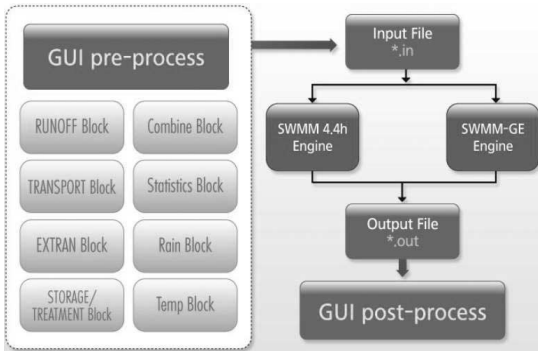 GUI pre-process
RUNOFF Block
Combine Block
TRANSPORT Block
Statistics Block
EXTRAN Block
Rain Block
STORAGE/
TREATMENT Block
Temp Block
Input File
*.in
SWMM 4.4h
Engine
SWMM-GE
Engine
Output File
*.out
GUI post-process